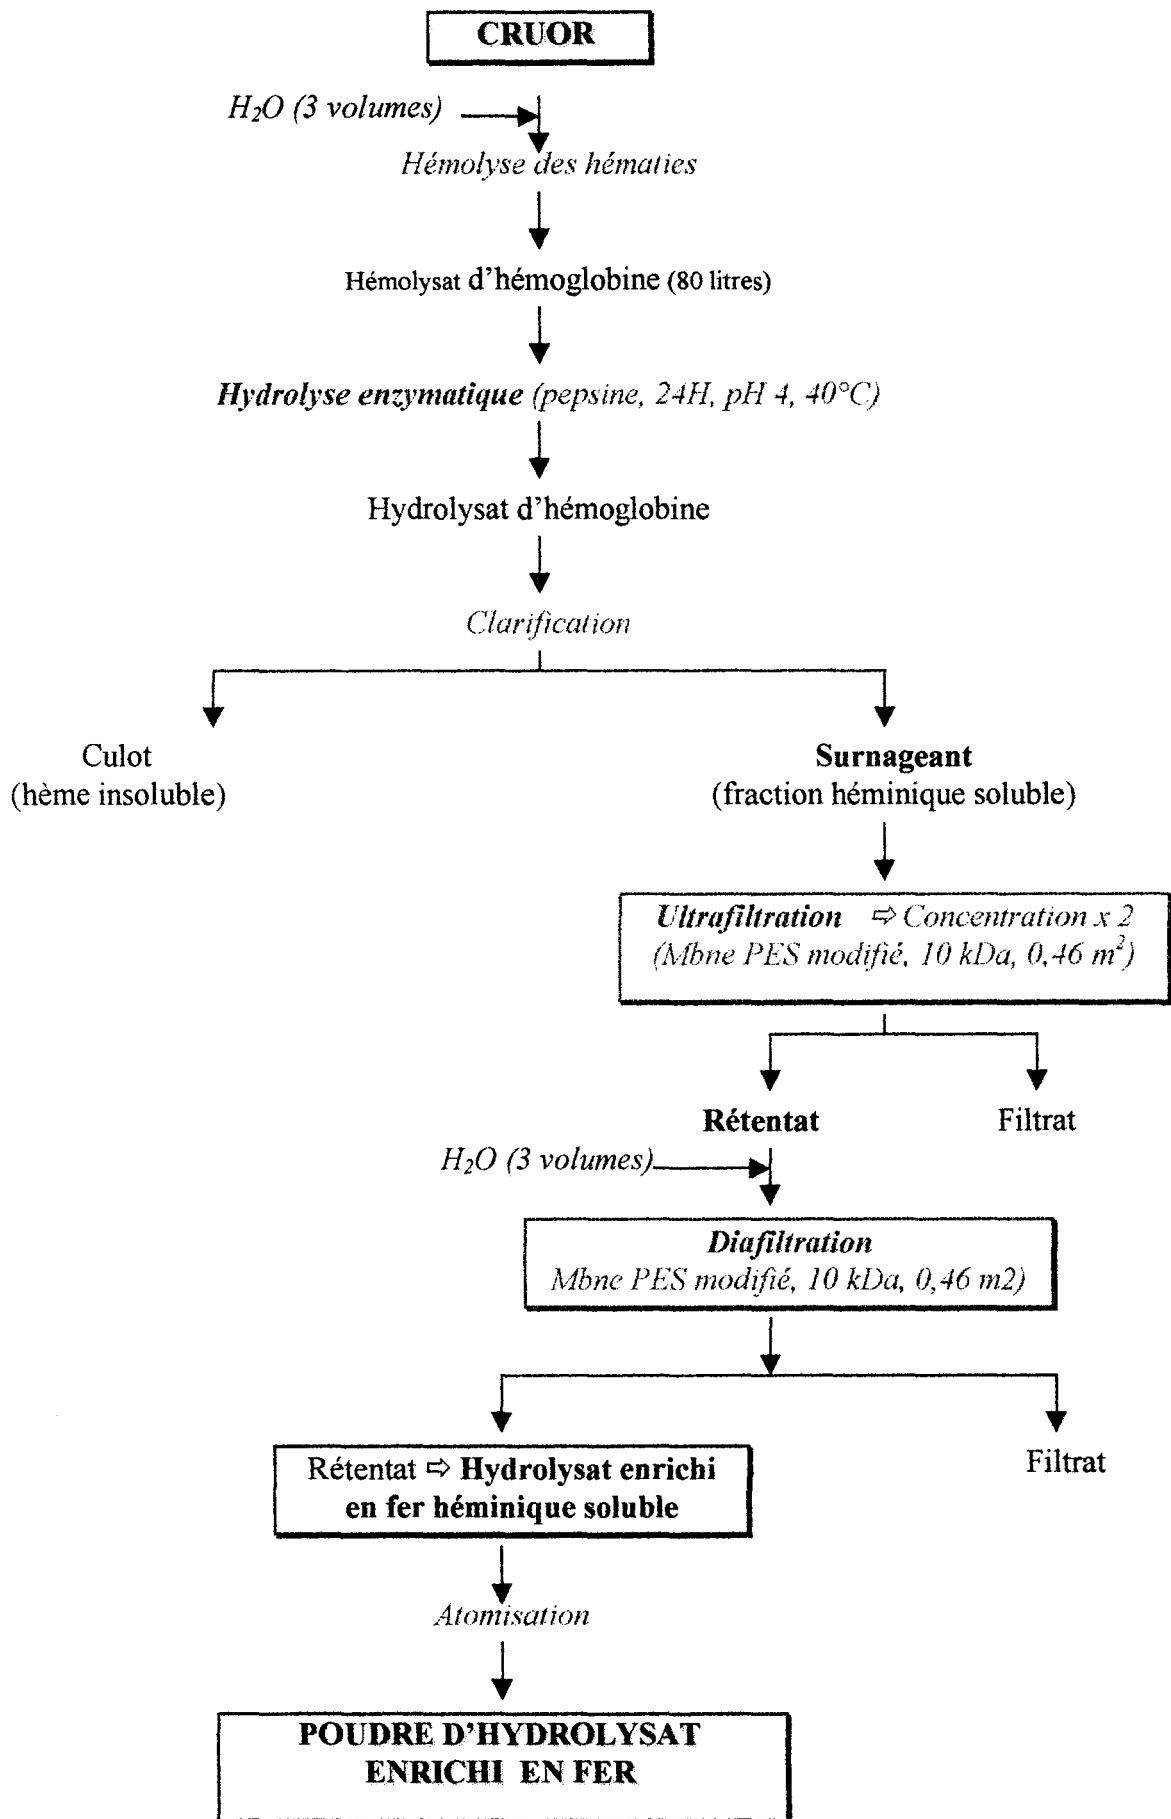 CRUOR
H₂O (3 volumes)
Hémolyse des hématies
Hémolysat d'hémoglobine (80 litres)
Hydrolyse enzymatique (pepsine, 24H, pH 4, 40°C)
Hydrolysat d'hémoglobine
Clarification
Culot
(hème insoluble)
Surnageant
(fraction héminique soluble)
Ultrafiltration ⇨ Concentration x 2
(Mbne PES modifié, 10 kDa, 0,46 m²)
Rétentat
Filtrat
H₂O (3 volumes)
Diafiltration
Mbne PES modifié, 10 kDa, 0,46 m2)
Rétentat ⇨ Hydrolysat enrichi
en fer héminique soluble
Filtrat
Atomisation
POUDRE D'HYDROLYSAT
ENRICHI EN FER